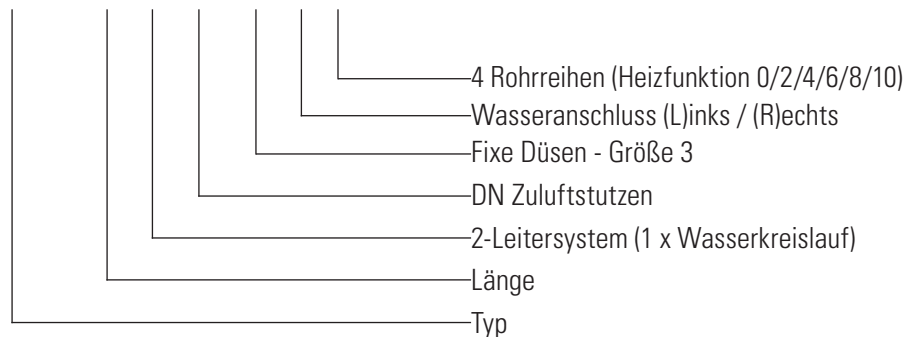 4 Rohrreihen (Heizfunktion 0/2/4/6/8/10)
Wasseranschluss (L)inks / (R)echts
Fixe Düsen - Größe 3
DN Zuluftstutzen
2-Leitersystem (1 x Wasserkreislauf)
Länge
Typ